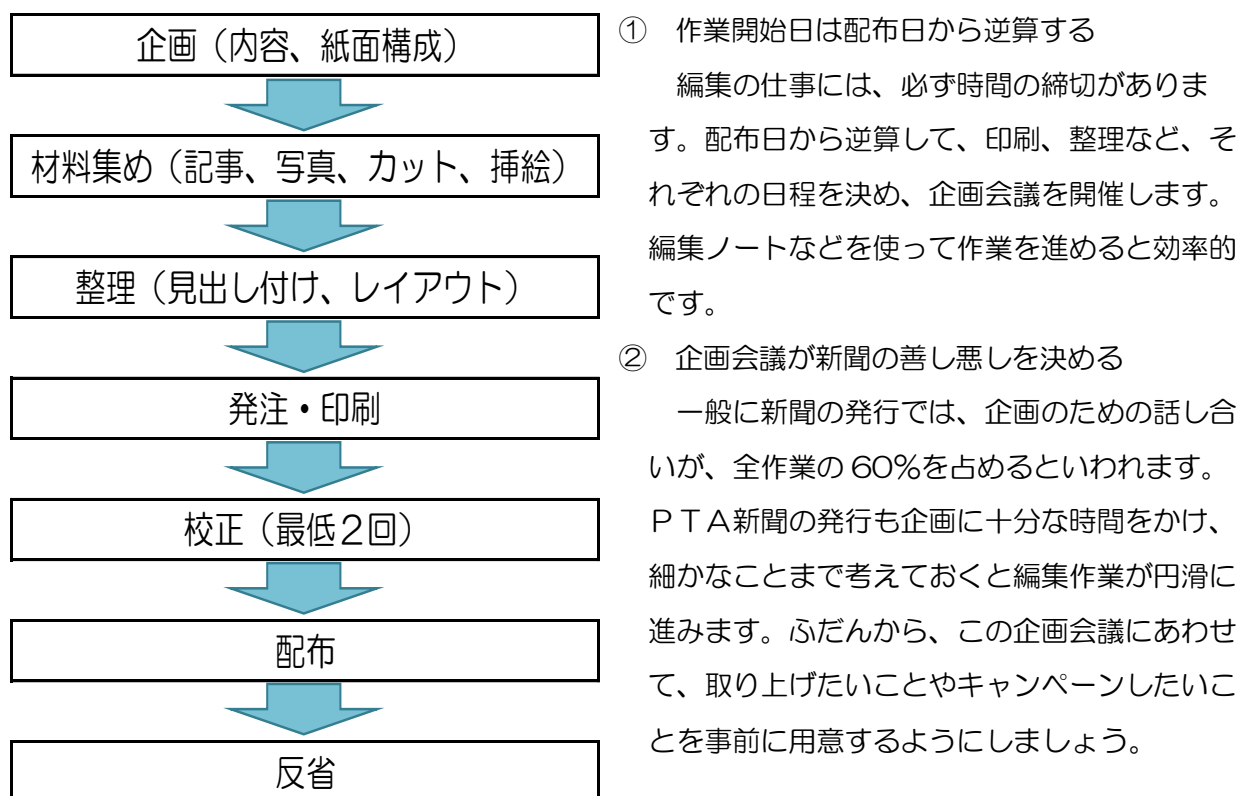 企画（内容、紙面構成）
材料集め（記事、写真、カット、挿絵）
整理（見出し付け、レイアウト）
発注・印刷
校正（最低２回）
配布
反省
① 作業開始日は配布日から逆算する
編集の仕事には、必ず時間の締切がありま
す。配布日から逆算して、印刷、整理など、そ
れぞれの日程を決め、企画会議を開催します。
編集ノートなどを使って作業を進めると効率的
です。
② 企画会議が新聞の善し悪しを決める
一般に新聞の発行では、企画のための話し合
いが、全作業の 60％を占めるといわれます。
ＰＴＡ新聞の発行も企画に十分な時間をかけ、
細かなことまで考えておくと編集作業が円滑に
進みます。ふだんから、この企画会議にあわせ
て、取り上げたいことやキャンペーンしたいこ
とを事前に用意するようにしましょう。